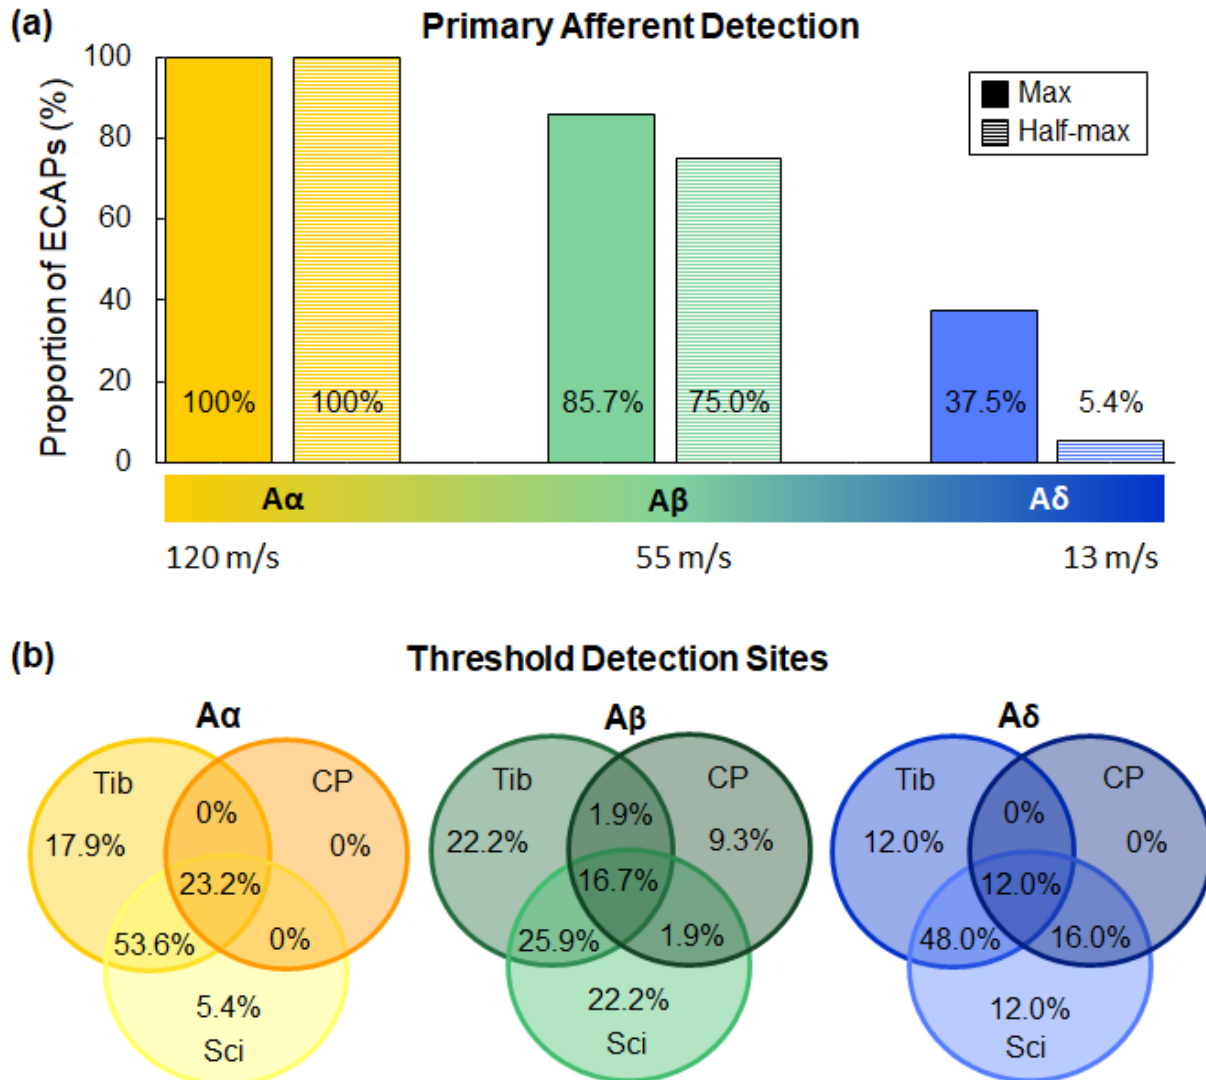 (a)
Primary Afferent Detection
Proportion of ECAPs (%)
100
80
60
40
20
0
Max
Half-max
100%
100%
85.7%
75.0%
37.5%
5.4%
Aα
Aβ
Aδ
120 m/s
55 m/s
13 m/s
(b)
Threshold Detection Sites
Aα
Tib
CP
0%
17.9%
0%
23.2%
53.6%
0%
5.4%
Sci
Aβ
Tib
CP
1.9%
22.2%
9.3%
16.7%
25.9%
1.9%
22.2%
Sci
Aδ
Tib
CP
0%
12.0%
0%
12.0%
48.0%
16.0%
12.0%
Sci